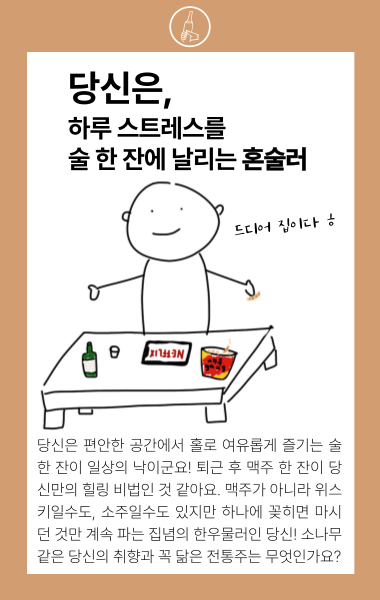 당신은,
하루 스트레스를
술 한 잔에 날리는 혼술러
드디어 집이다 ㅎ
NETFLIX
당신은 편안한 공간에서 홀로 여유롭게 즐기는 술
한 잔이 일상의 낙이군요! 퇴근 후 맥주 한 잔이 당
신만의 힐링 비법인 것 같아요. 맥주가 아니라 위스
키일수도, 소주일수도 있지만 하나에 꽂히면 마시
던 것만 계속 파는 집념의 한우물러인 당신! 소나무
같은 당신의 취향과 꼭 닮은 전통주는 무엇인가요?